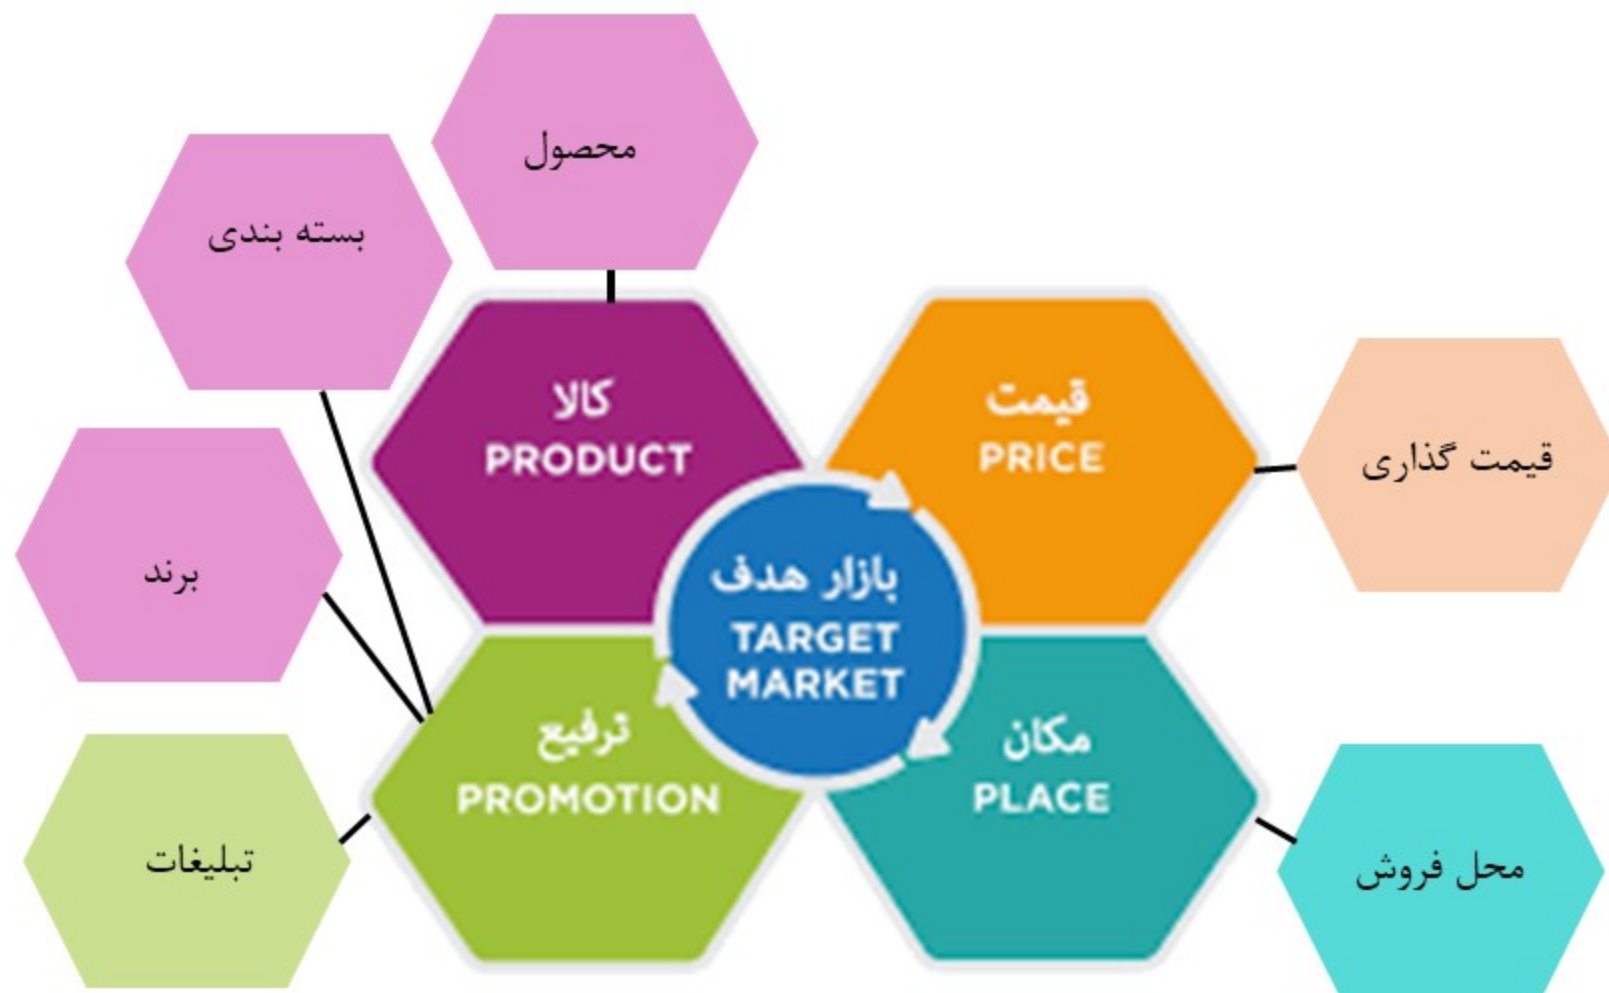 محصول
بسته بندی
کالا
PRODUCT
قیمت
PRICE
قیمت گذاری
برند
بازار هدف
TARGET
MARKET
ترفیع
PROMOTION
مکان
PLACE
تبلیغات
محل فروش